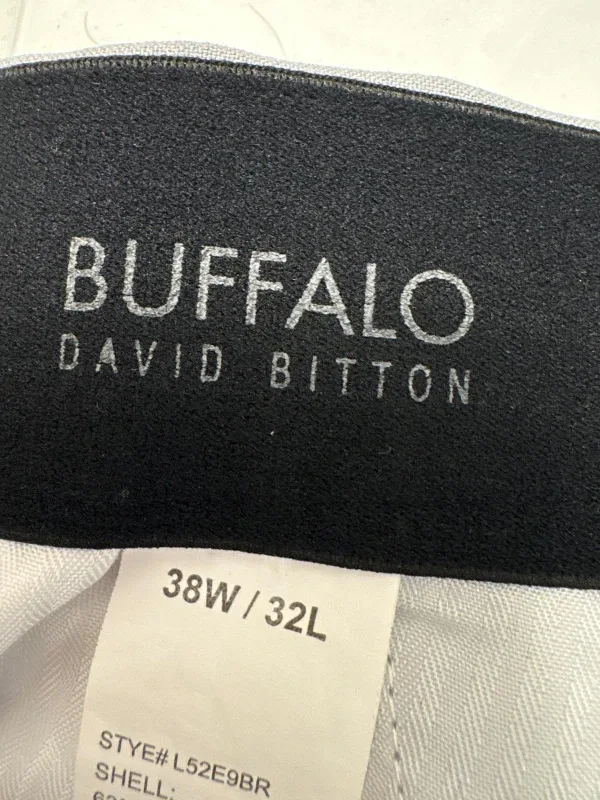 BUFFALO
DAVID BITTON
38W / 32L
STYE# L52E9BR
SHELL: